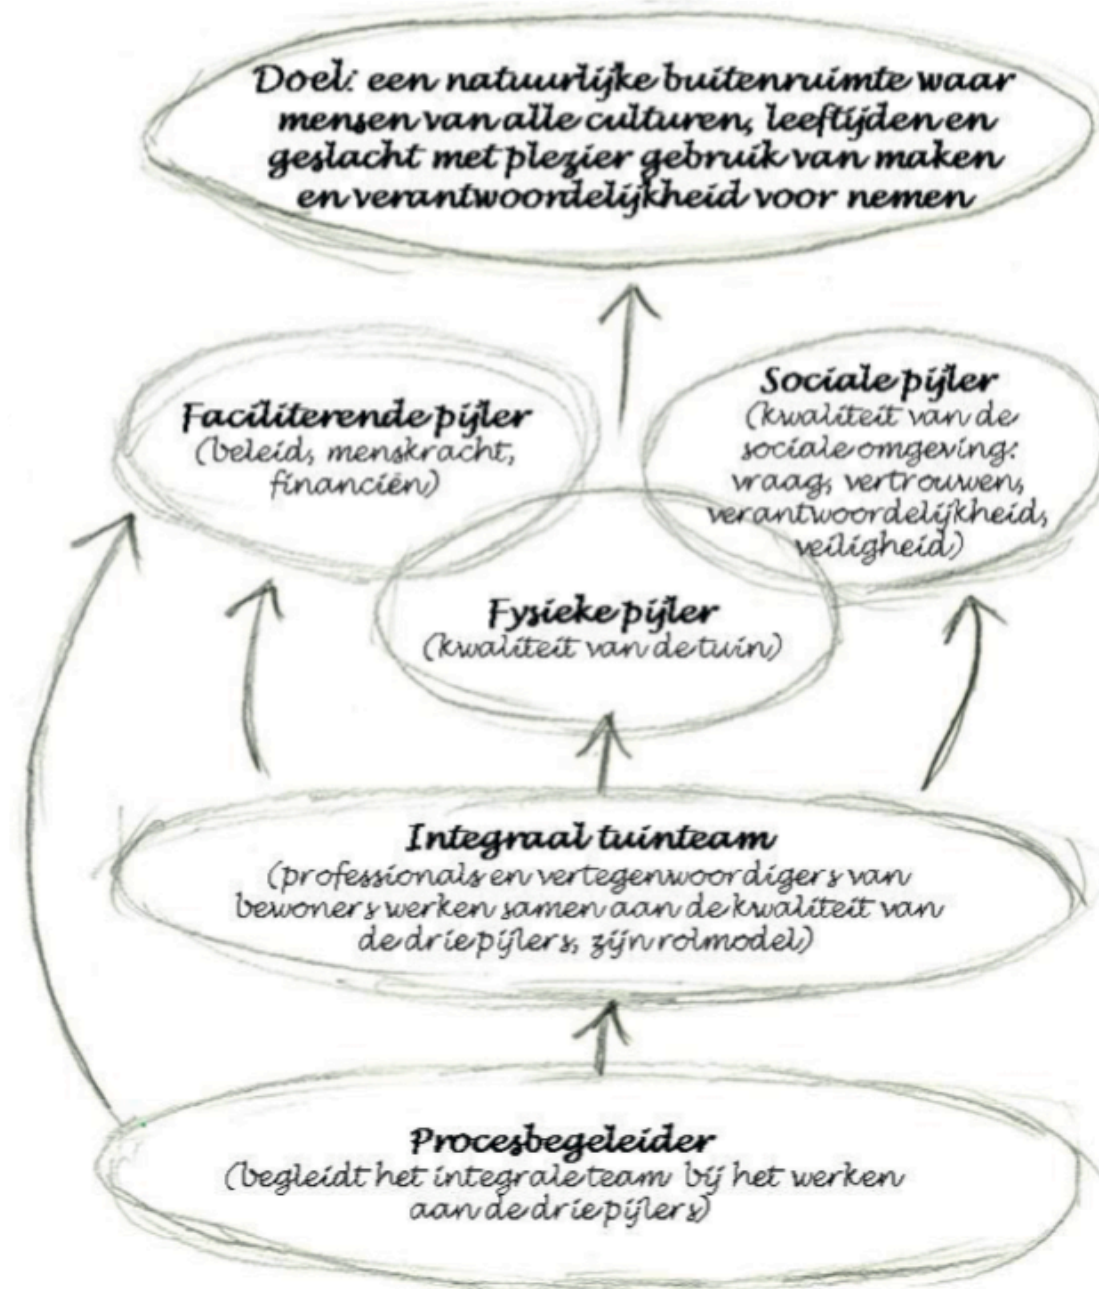 Doel: een natuurlijke buitenruimte waar
mensen van alle culturen, leeftijden en
geslacht met plezier gebruik van maken
en verantwoordelijkheid voor nemen
Faciliterende pijler
(beleid, menskracht,
financiën)
Sociale pijler
(kwaliteit van de
sociale omgeving:
vraag, vertrouwen,
verantwoordelijkheid,
veiligheid)
Fysieke pijler
(kwaliteit van de tuin)
Integraal tuinteam
(professionals en vertegenwoordigers van
bewoners werken samen aan de kwaliteit van
de drie pijlers, zijn rolmodel)
Procesbegeleider
(begleidt het integrale team bij het werken
aan de drie pijlers)